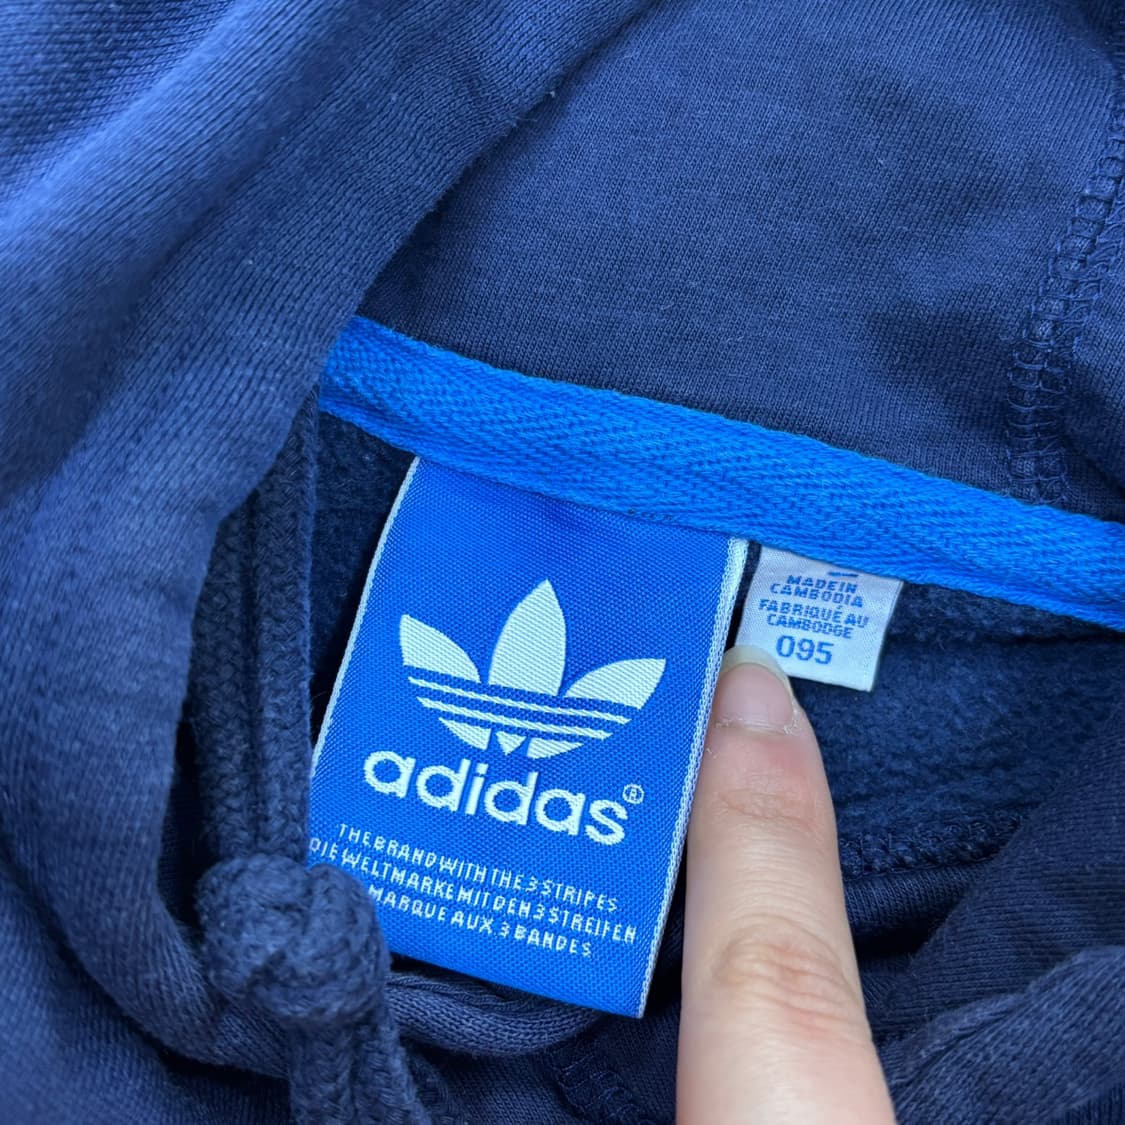 adidas®
THE BRAND WITH THE 3 STRIPES
DIE WELTMARKE MIT DEN 3 STREIFEN
MARQUE AUX 3 BANDES
MADE IN
CAMBODIA
FABRIQUÉ AU
CAMBODGE
095